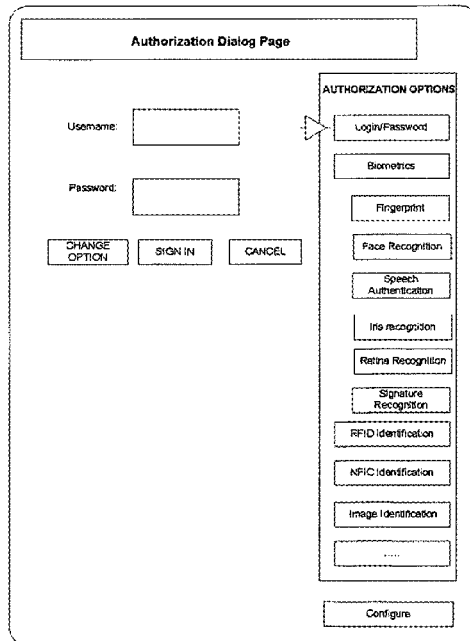 Authorization Dialog Page
AUTHORIZATION OPTIONS
Username:
Password:
CHANGE
OPTION
SIGN IN
CANCEL
Login/Password
Biometrics
Fingerprint
Face Recognition
Speech
Authentication
Iris recognition
Retina Recognition
Signature
Recognition
RFID Identification
NFIC Identification
Image Identification
.....
Configure